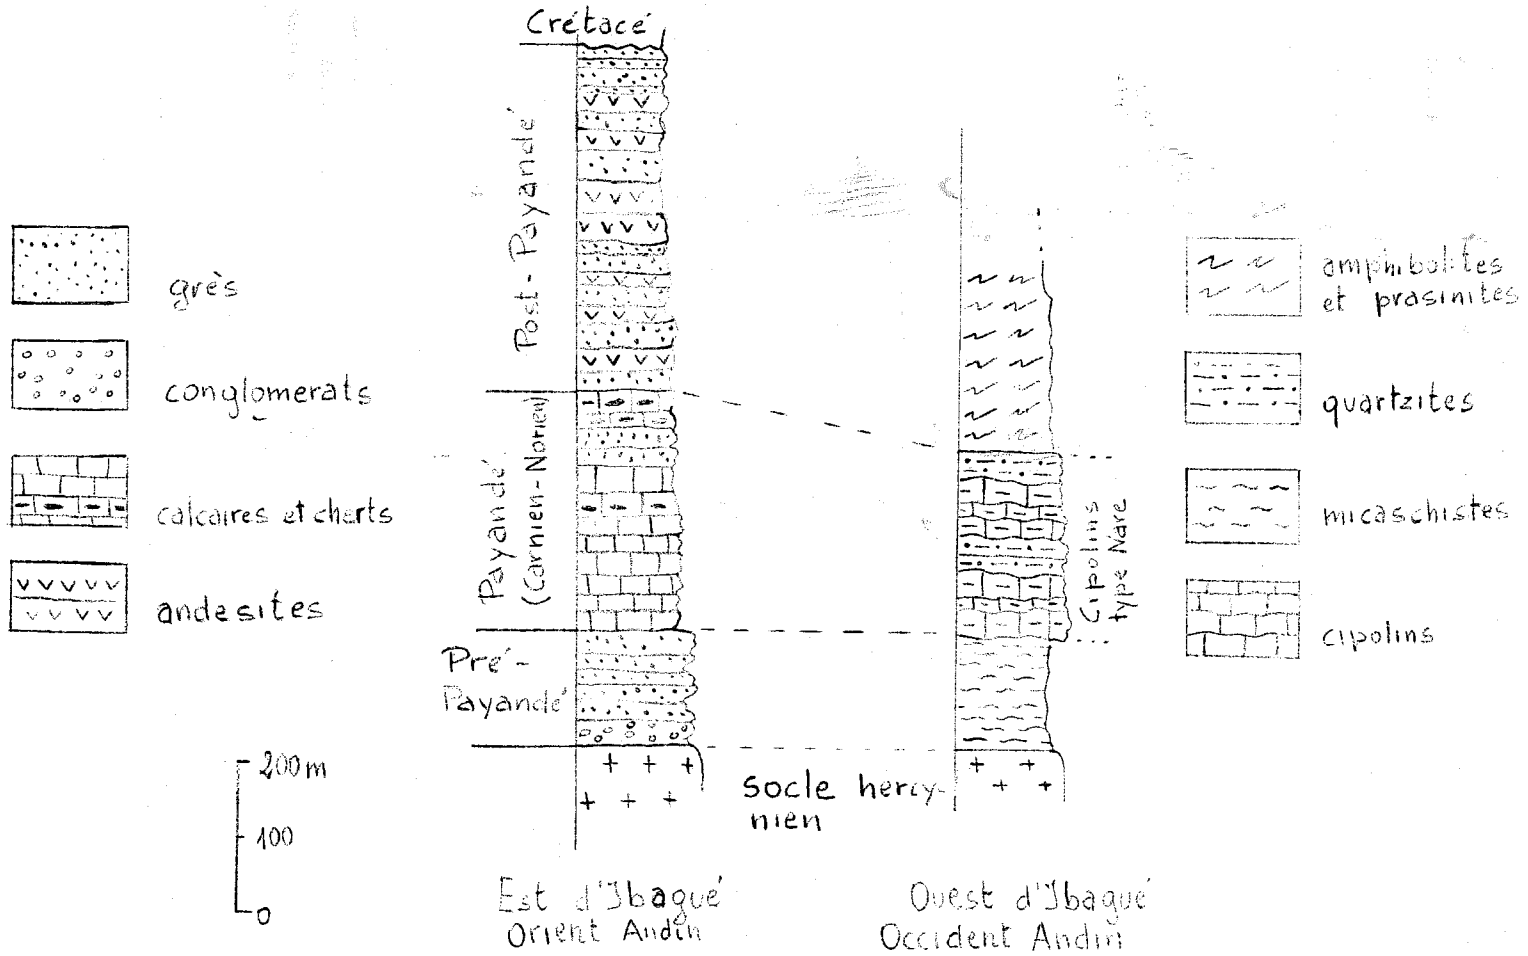 Crétacé
Post-Payandé
Payandé
(Carnien-Norien)
Pré-
Payandé
grès
conglomerats
calcaires et cherts
andesites
200m
100
0
socle hercy-
nien
Cipolins
type Nare
amphibolites
et prasinites
quartzites
micaschistes
cipolins
Est d'Ibagué
Orient Andin
Ouest d'Ibagué
Occident Andin